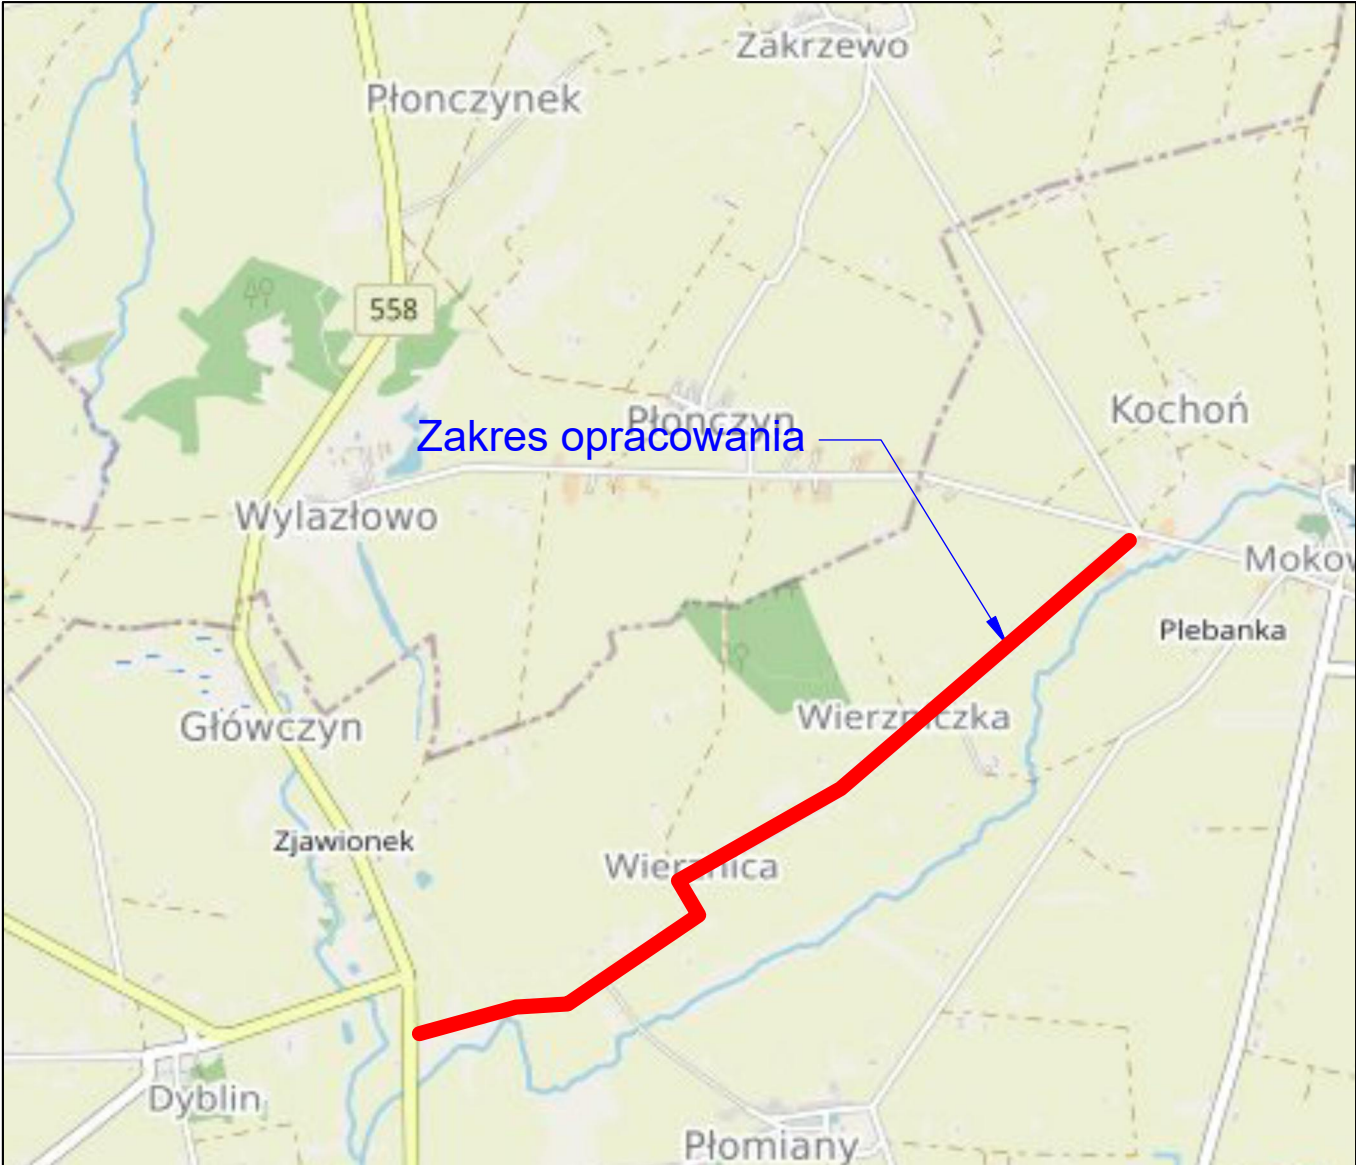 Zakrzewo
Płonczynek
558
Kochoń
Płonczyn
Zakres opracowania
Wylazłowo
Mokow
Plebanka
Wierzniczka
Główczyn
Zjawionek
Wierznica
Dyblin
Płomiany